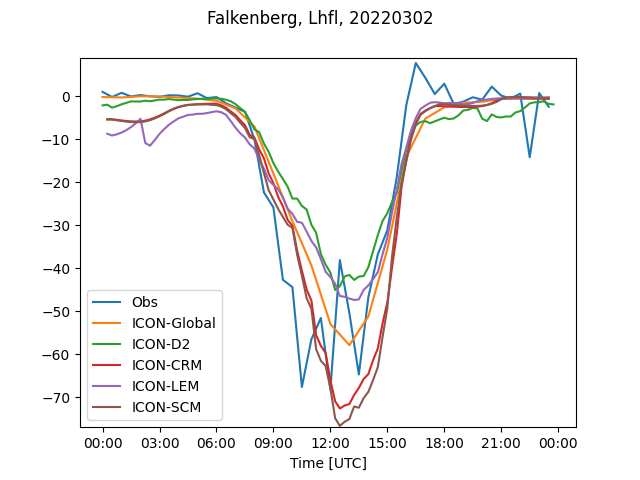 Falkenberg, Lhfl, 20220302
0
−10
−20
−30
−40
−50
−60
−70
Obs
ICON-Global
ICON-D2
ICON-CRM
ICON-LEM
ICON-SCM
00:00 03:00 06:00 09:00 12:00 15:00 18:00 21:00 00:00
Time [UTC]